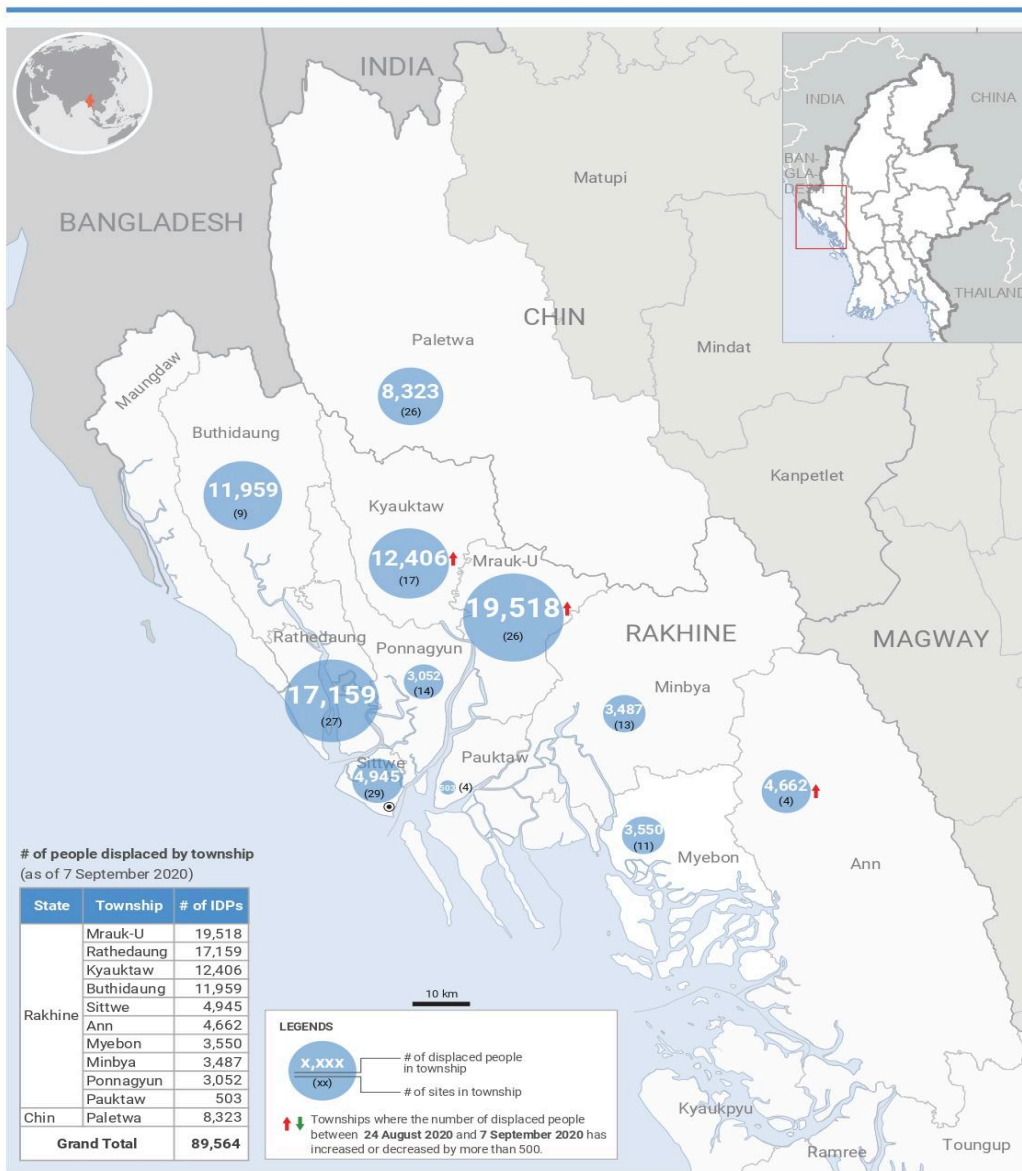 INDIA
INDIA
CHINA
BAN-
GLA-
DESH
THAILAND
Matupi
BANGLADESH
CHIN
Paletwa
8,323
(26)
Mindat
Maungdaw
Buthidaung
11,959
(9)
Kanpetlet
Kyauktaw
12,406
(17)
Mrauk-U
19,518
(26)
RAKHINE
MAGWAY
Rathedaung
17,159
(27)
Ponnagyun
3,052
(14)
Minbya
3,487
(13)
Pauktaw
503 (4)
Sittwe
4,945
(29)
4,662
(4)
3,550
(11)
Myebon
Ann
# of people displaced by township
(as of 7 September 2020)
State Township # of IDPs
Rakhine
Mrauk-U 19,518
Rathedaung 17,159
Kyauktaw 12,406
Buthidaung 11,959
Sittwe 4,945
Ann 4,662
Myebon 3,550
Minbya 3,487
Ponnagyun 3,052
Pauktaw 503
Chin Paletwa 8,323
Grand Total 89,564
10 km
LEGENDS
x,xxx
(xx)
# of displaced people
in township
# of sites in township
Townships where the number of displaced people
between 24 August 2020 and 7 September 2020 has
increased or decreased by more than 500.
Kyaukpyu
Ramree
Toungup